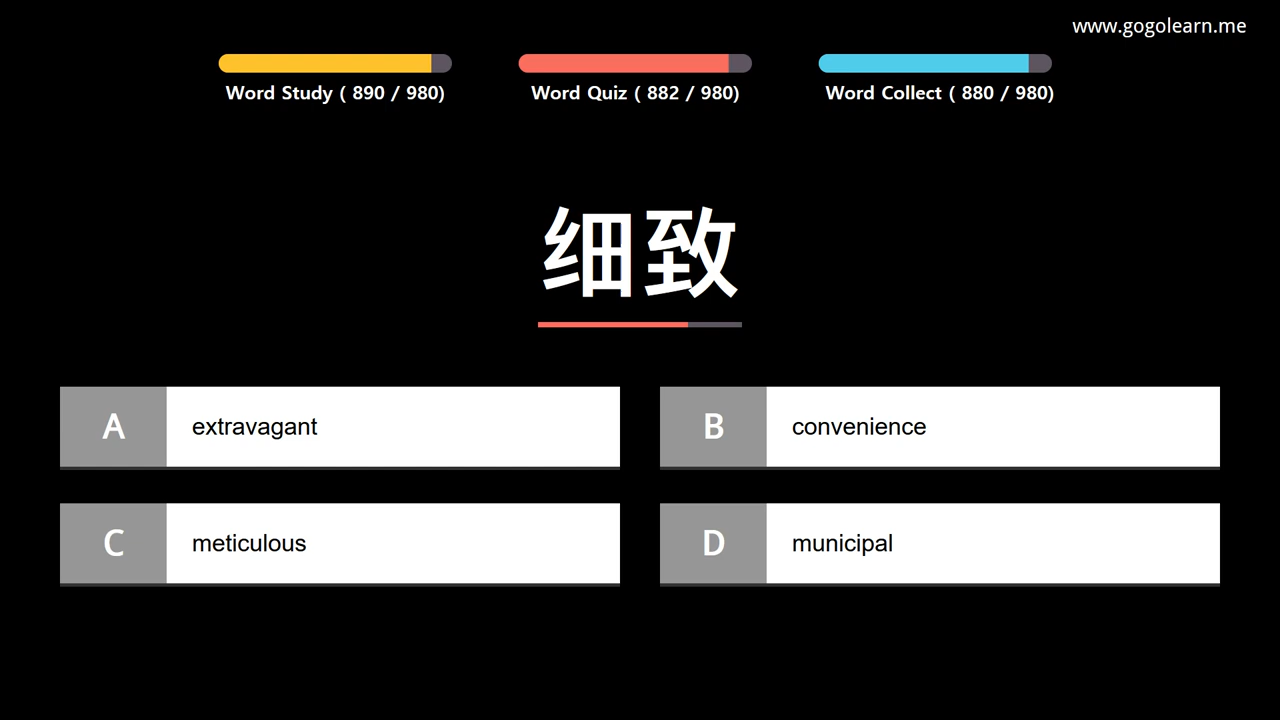 www.gogolearn.me
Word Study ( 890 / 980)
Word Quiz ( 882 / 980)
Word Collect ( 880 / 980)
细致
A extravagant
B convenience
C meticulous
D municipal